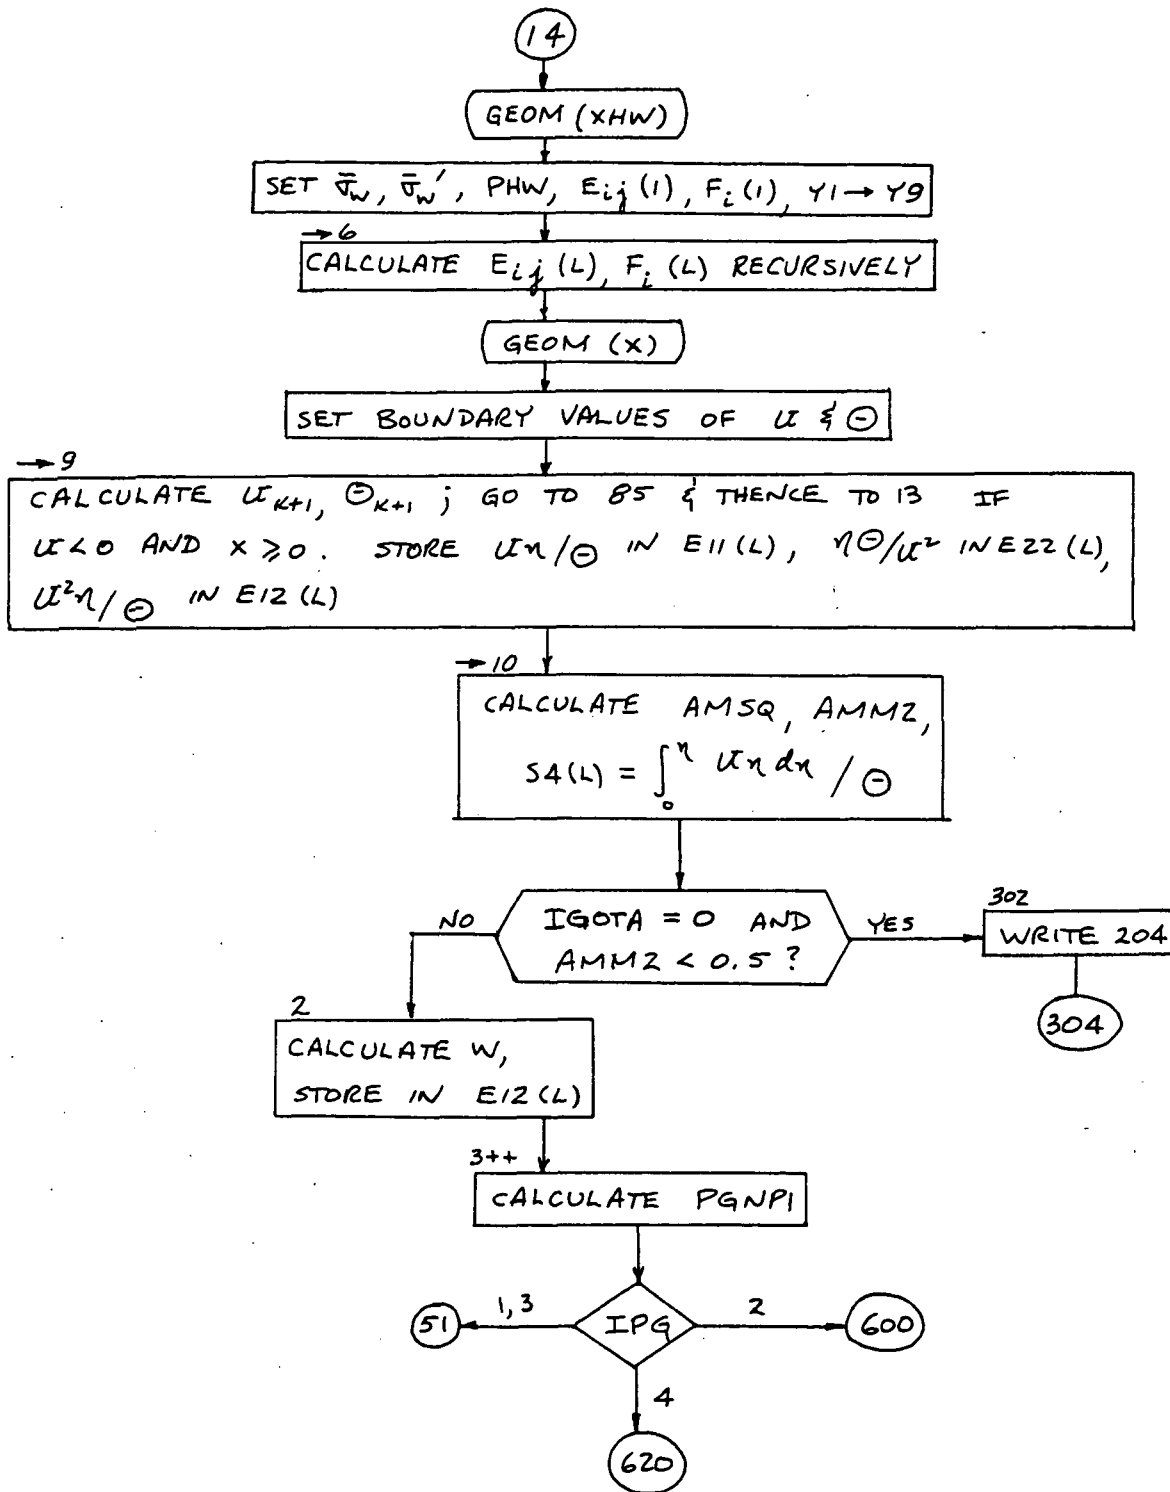 14
GEOM (XHW)
SET σ̄w, σ̄w′, PHW, Eij(1), Fi(1), Y1→Y9
→6
CALCULATE Eij(L), Fi(L) RECURSIVELY
GEOM (X)
SET BOUNDARY VALUES OF U & Θ
→9
CALCULATE Uκ+1, Θκ+1 ; GO TO 85 & THENCE TO 13 IF
U<0 AND X≥0. STORE Uη/Θ IN E11(L), ηΘ/U² IN E22(L),
U²η/Θ IN E12(L)
→10
CALCULATE AMSQ, AMM2,
S4(L) = ∫₀^η Uη dη / Θ
IGOTA = 0 AND
AMM2 < 0.5 ?
NO
YES
302
WRITE 204
304
2
CALCULATE W,
STORE IN E12(L)
3++
CALCULATE PGNP1
IPG
1,3
51
2
600
4
620